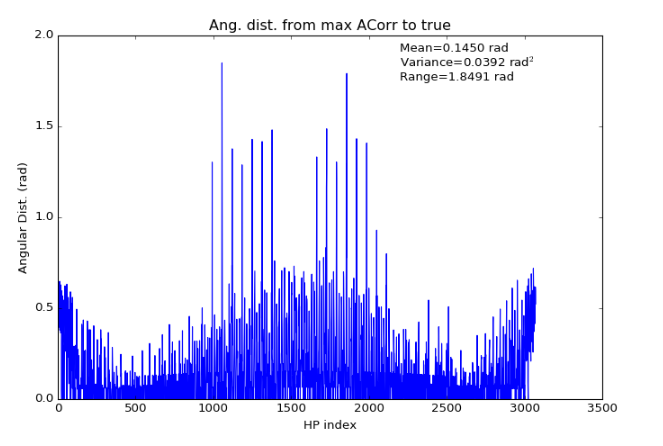 Ang. dist. from max ACorr to true
Mean=0.1450 rad
Variance=0.0392 rad²
Range=1.8491 rad
Angular Dist. (rad)
2.0
1.5
1.0
0.5
0.0
0 500 1000 1500 2000 2500 3000 3500
HP index